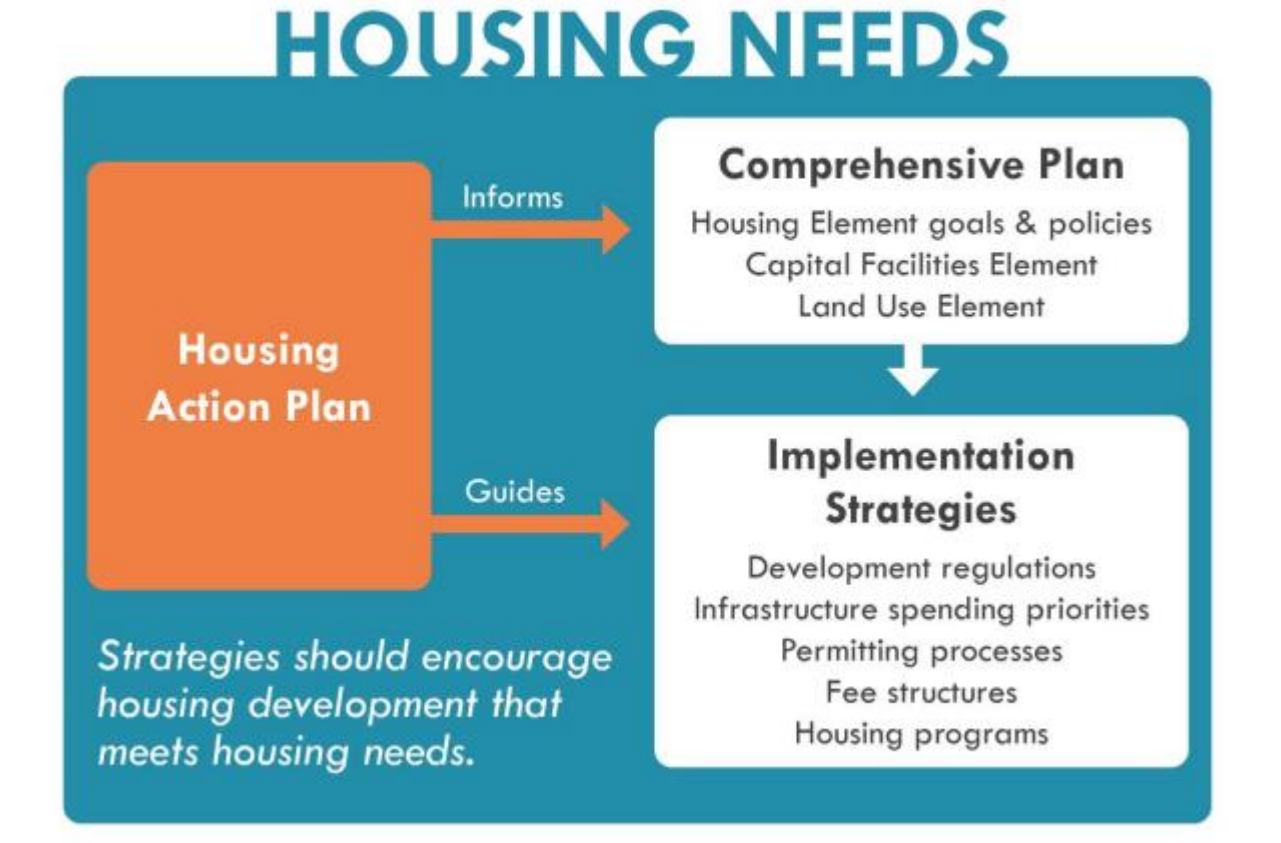 HOUSING NEEDS
Housing
Action Plan
Informs
Comprehensive Plan
Housing Element goals & policies
Capital Facilities Element
Land Use Element
Guides
Implementation
Strategies
Development regulations
Infrastructure spending priorities
Permitting processes
Fee structures
Housing programs
Strategies should encourage
housing development that
meets housing needs.